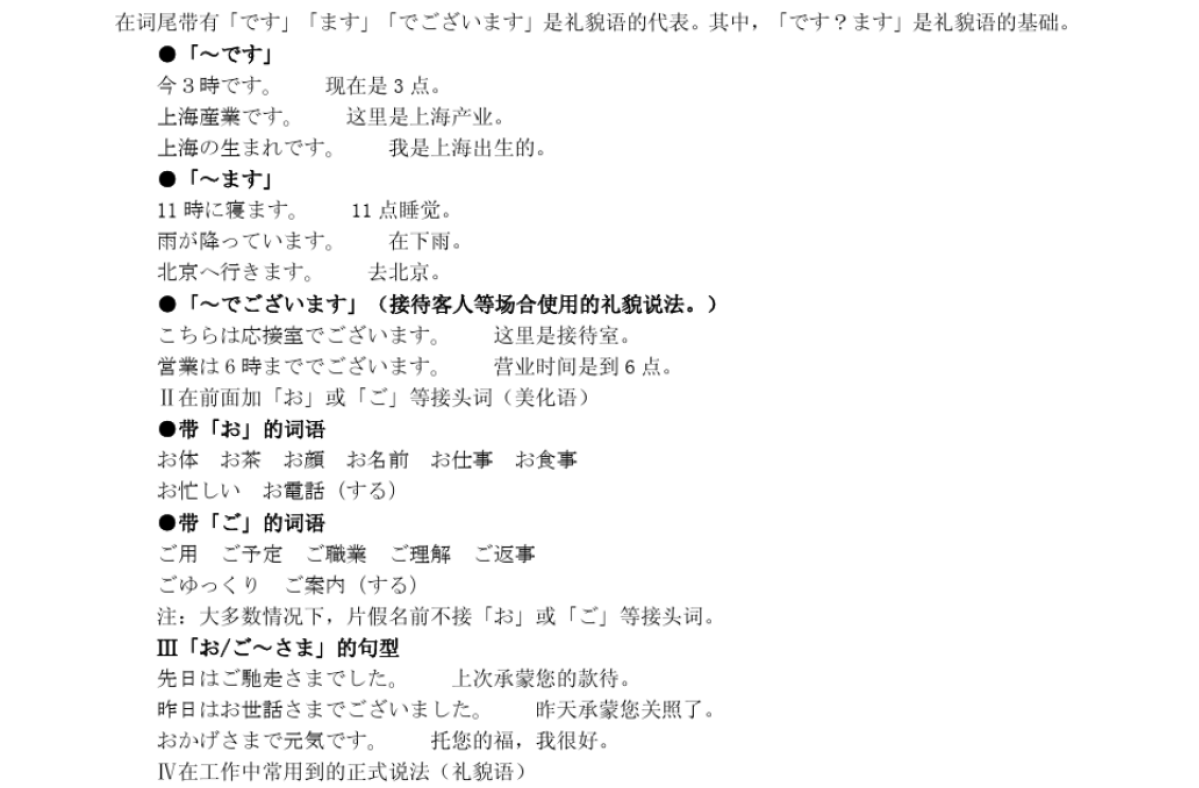 在词尾带有「です」「ます」「でございます」是礼貌语的代表。其中，「です？ます」是礼貌语的基础。
●「～です」
今３時です。　　现在是 3 点。
上海産業です。　　这里是上海产业。
上海の生まれです。　　我是上海出生的。
●「～ます」
11 時に寝ます。　　11 点睡觉。
雨が降っています。　　在下雨。
北京へ行きます。　　去北京。
●「～でございます」（接待客人等场合使用的礼貌说法。）
こちらは応接室でございます。　　这里是接待室。
営業は６時まででございます。　　营业时间是到 6 点。
Ⅱ在前面加「お」或「ご」等接头词（美化语）
●带「お」的词语
お体　お茶　お顔　お名前　お仕事　お食事
お忙しい　お電話（する）
●带「ご」的词语
ご用　ご予定　ご職業　ご理解　ご返事
ごゆっくり　ご案内（する）
注：大多数情况下，片假名前不接「お」或「ご」等接头词。
Ⅲ「お/ご～さま」的句型
先日はご馳走さまでした。　　上次承蒙您的款待。
昨日はお世話さまでございました。　　昨天承蒙您关照了。
おかげさまで元気です。　　托您的福，我很好。
Ⅳ在工作中常用到的正式说法（礼貌语）